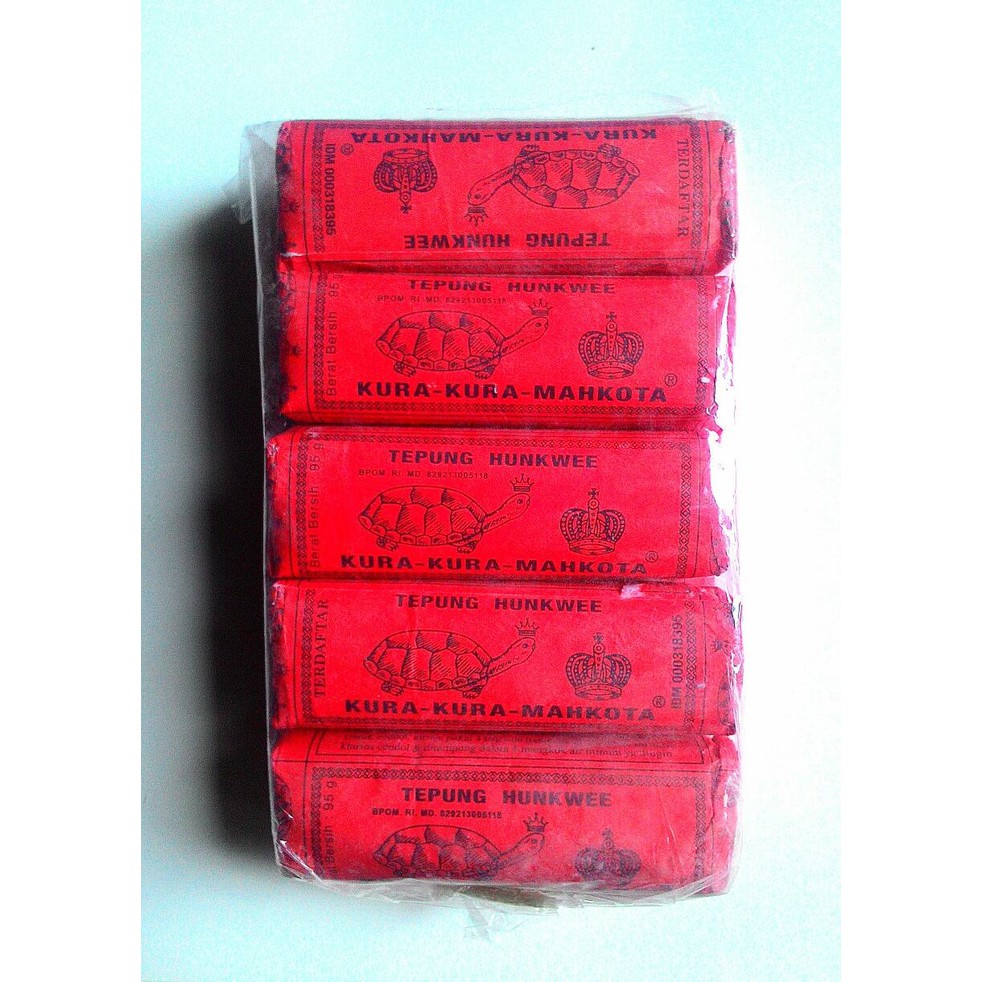 KURA-KURA-MAHKOTA
®
IDM 000318395
TERDAFTAR
TEPUNG HUNKWEE
TEPUNG HUNKWEE
BPOM. RI. MD. 829213005118
Berat Bersih 95 g
KURA-KURA-MAHKOTA®
TEPUNG HUNKWEE
BPOM. RI. MD. 829213005118
Berat Bersih 95 g
KURA-KURA-MAHKOTA®
TEPUNG HUNKWEE
TERDAFTAR
IDM 000318395
KURA-KURA-MAHKOTA®
khusus cendol
TEPUNG HUNKWEE
BPOM. RI. MD. 829213005118
Bersih 95 g